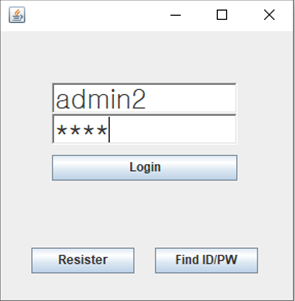 admin2
****
Login
Resister
Find ID/PW